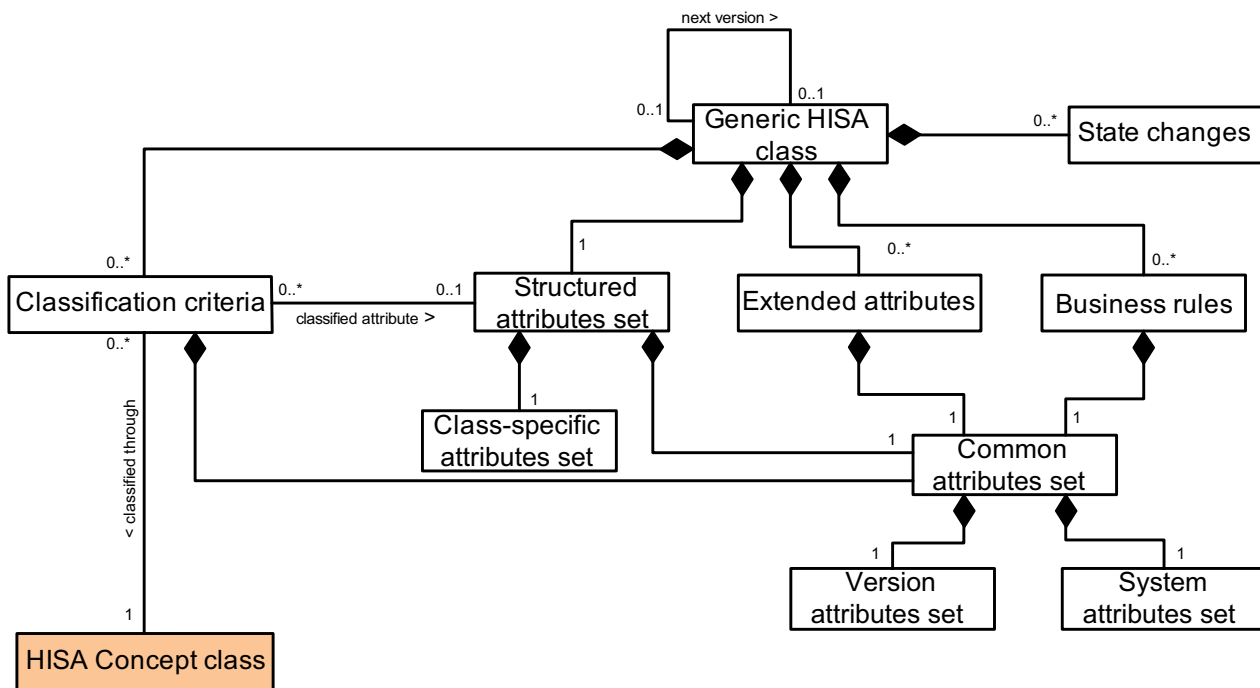 next version >
0..1
0..1
Generic HISA
class
0..*
State changes
0..*
1
0..*
0..*
Classification criteria
0..*
0..1
classified attribute >
Structured
attributes set
Extended attributes
Business rules
0..*
1
Class-specific
attributes set
1
1
1
Common
attributes set
< classified through
1
1
Version
attributes set
System
attributes set
1
HISA Concept class